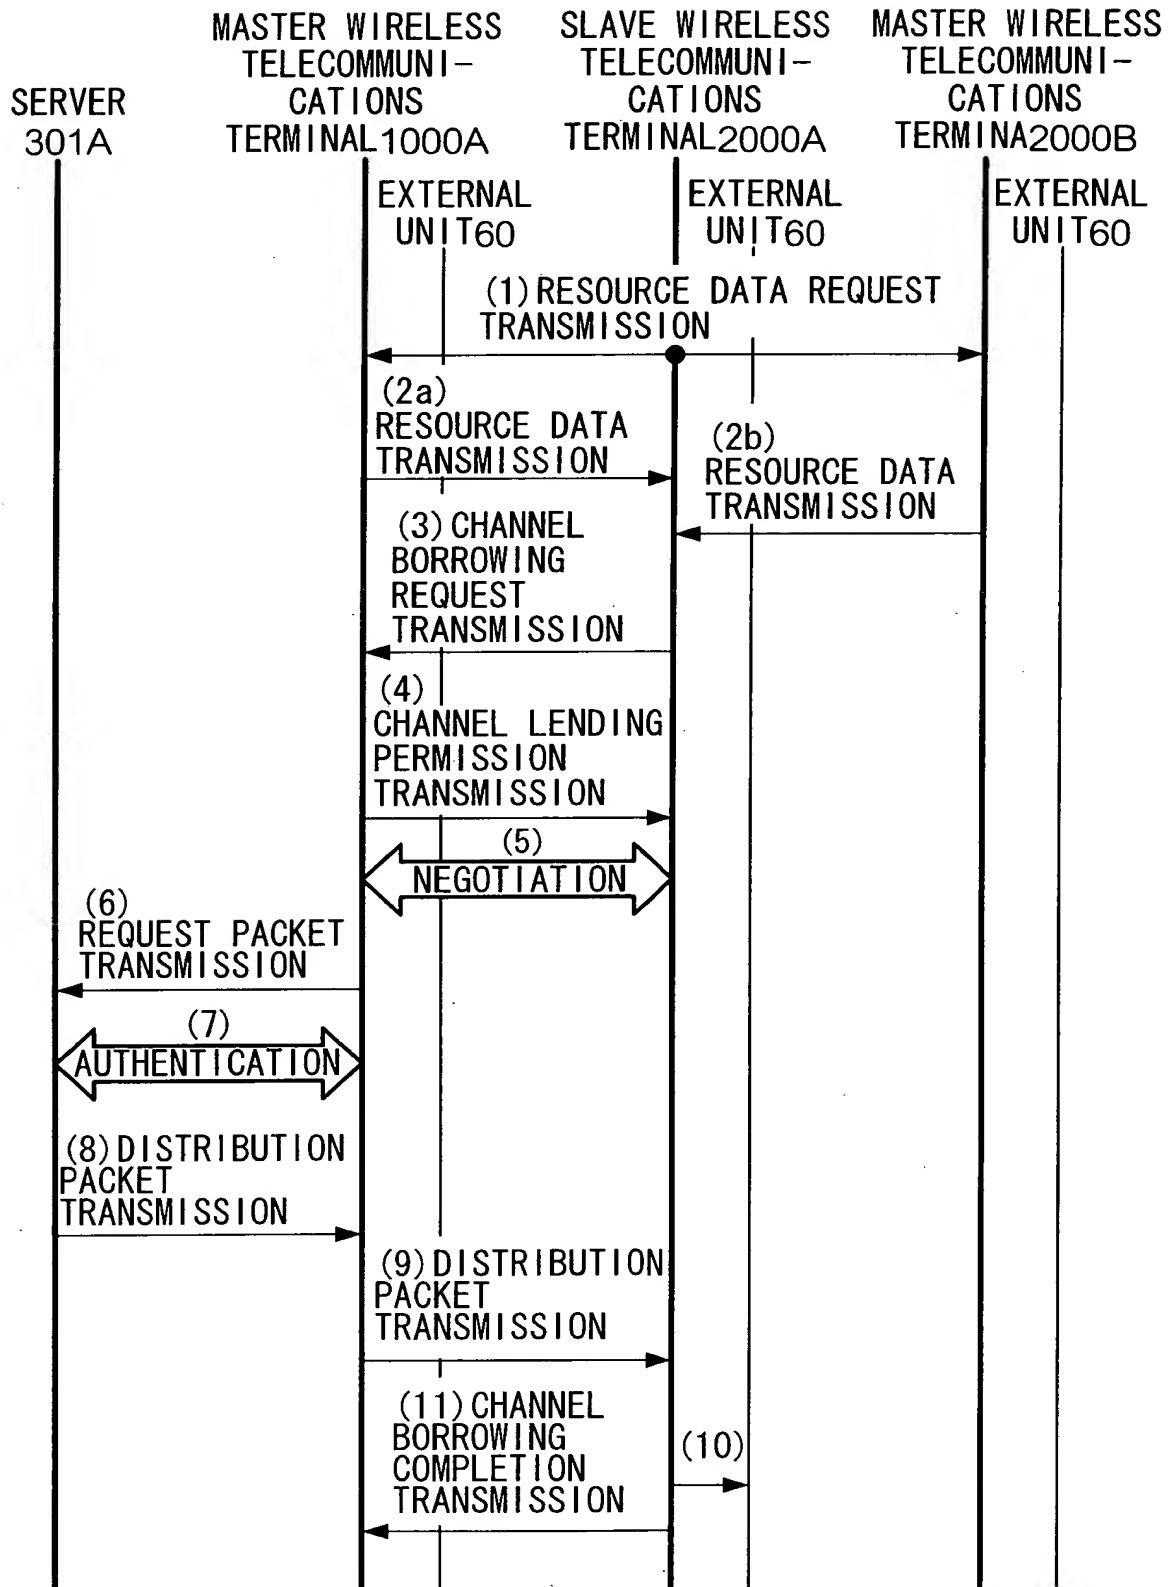 MASTER WIRELESS
TELECOMMUNI-
CATIONS
TERMINAL1000A
SLAVE WIRELESS
TELECOMMUNI-
CATIONS
TERMINAL2000A
MASTER WIRELESS
TELECOMMUNI-
CATIONS
TERMINA2000B
SERVER
301A
EXTERNAL
UNIT60
EXTERNAL
UNIT60
EXTERNAL
UNIT60
(1)RESOURCE DATA REQUEST
TRANSMISSION
(2a)
RESOURCE DATA
TRANSMISSION
(2b)
RESOURCE DATA
TRANSMISSION
(3)CHANNEL
BORROWING
REQUEST
TRANSMISSION
(4)
CHANNEL LENDING
PERMISSION
TRANSMISSION
(5)
NEGOTIATION
(6)
REQUEST PACKET
TRANSMISSION
(7)
AUTHENTICATION
(8)DISTRIBUTION
PACKET
TRANSMISSION
(9)DISTRIBUTION
PACKET
TRANSMISSION
(11)CHANNEL
BORROWING
COMPLETION
TRANSMISSION
(10)